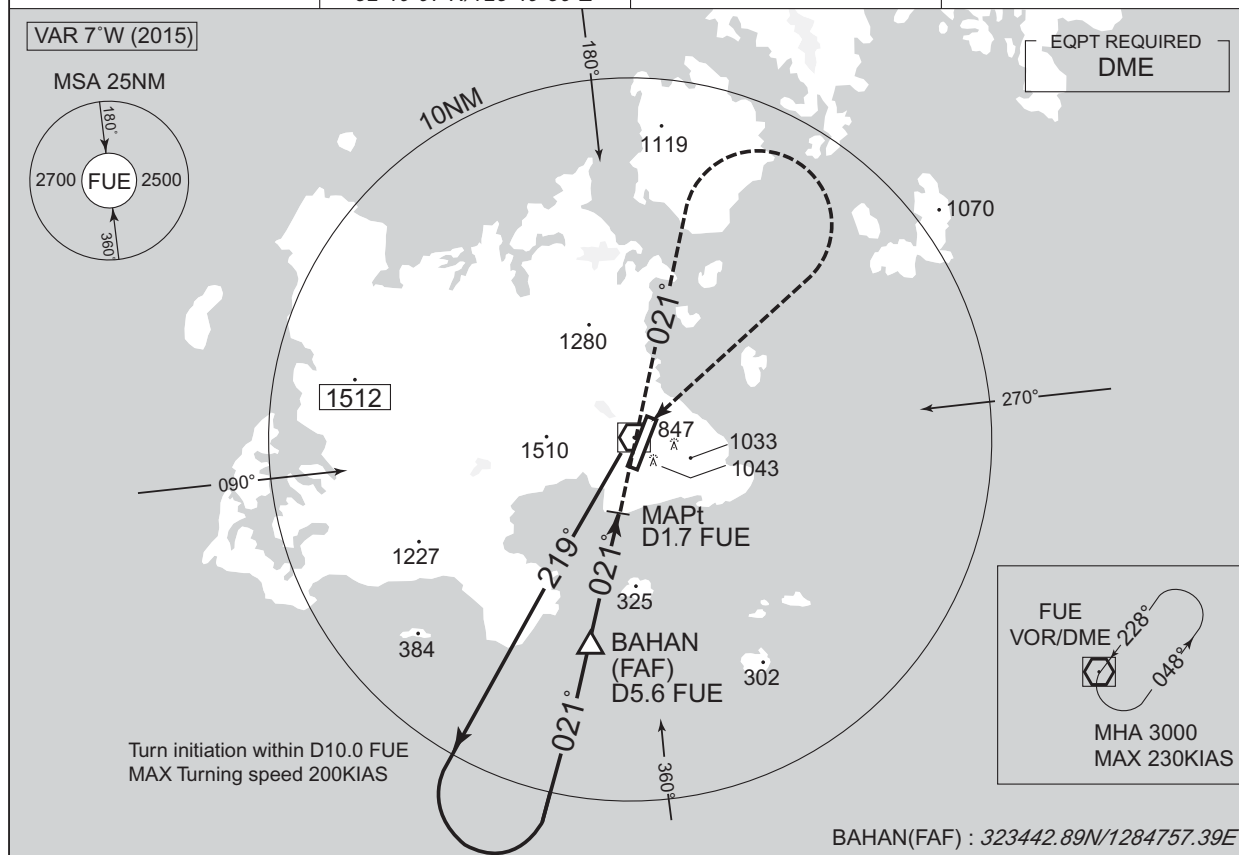 VAR 7°W (2015)
MSA 25NM
180°
2700 FUE 2500
360°
10NM
180°
EQPT REQUIRED
DME
1119
1070
021°
1280
1512
270°
847
1510
1033
1043
090°
MAPt
D1.7 FUE
219°
021°
1227
325
384
BAHAN
(FAF)
D5.6 FUE
302
021°
360°
Turn initiation within D10.0 FUE
MAX Turning speed 200KIAS
FUE
VOR/DME
228°
048°
MHA 3000
MAX 230KIAS
BAHAN(FAF) : 323442.89N/1284757.39E